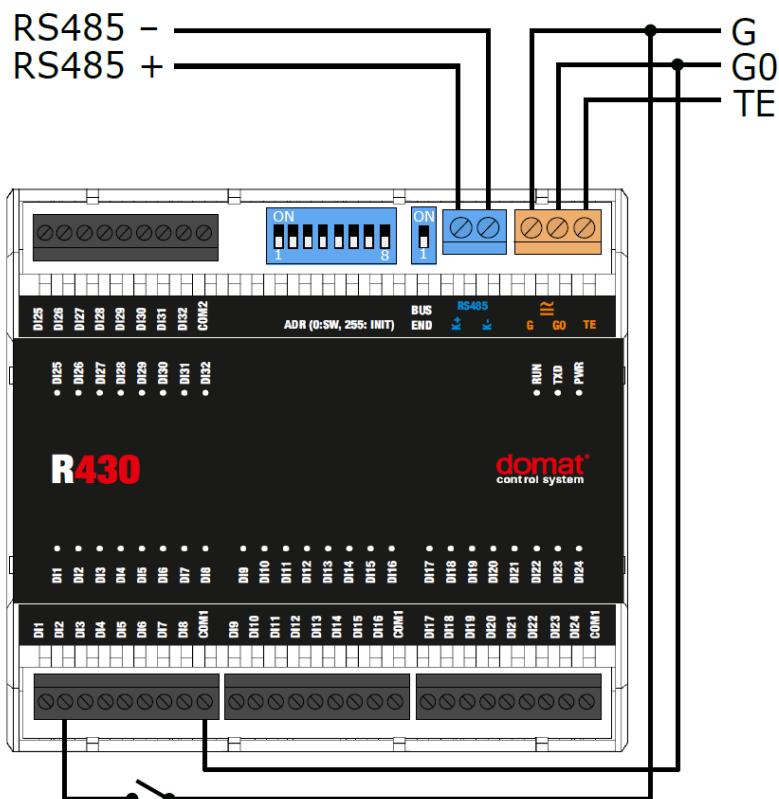 RS485 -
RS485 +
G
G0
TE
ON
1 8
ON
1
DI25 DI26 DI27 DI28 DI29 DI30 DI31 DI32 COM2
ADR (0:SW, 255: INIT)
BUS
END
RS485
K+ K-
≅
G G0 TE
DI25 DI26 DI27 DI28 DI29 DI30 DI31 DI32
RUN TXD PWR
R430
domat
control system
DI1 DI2 DI3 DI4 DI5 DI6 DI7 DI8 DI9 DI10 DI11 DI12 DI13 DI14 DI15 DI16 DI17 DI18 DI19 DI20 DI21 DI22 DI23 DI24
DI1 DI2 DI3 DI4 DI5 DI6 DI7 DI8 COM1 DI9 DI10 DI11 DI12 DI13 DI14 DI15 DI16 COM1 DI17 DI18 DI19 DI20 DI21 DI22 DI23 DI24 COM1